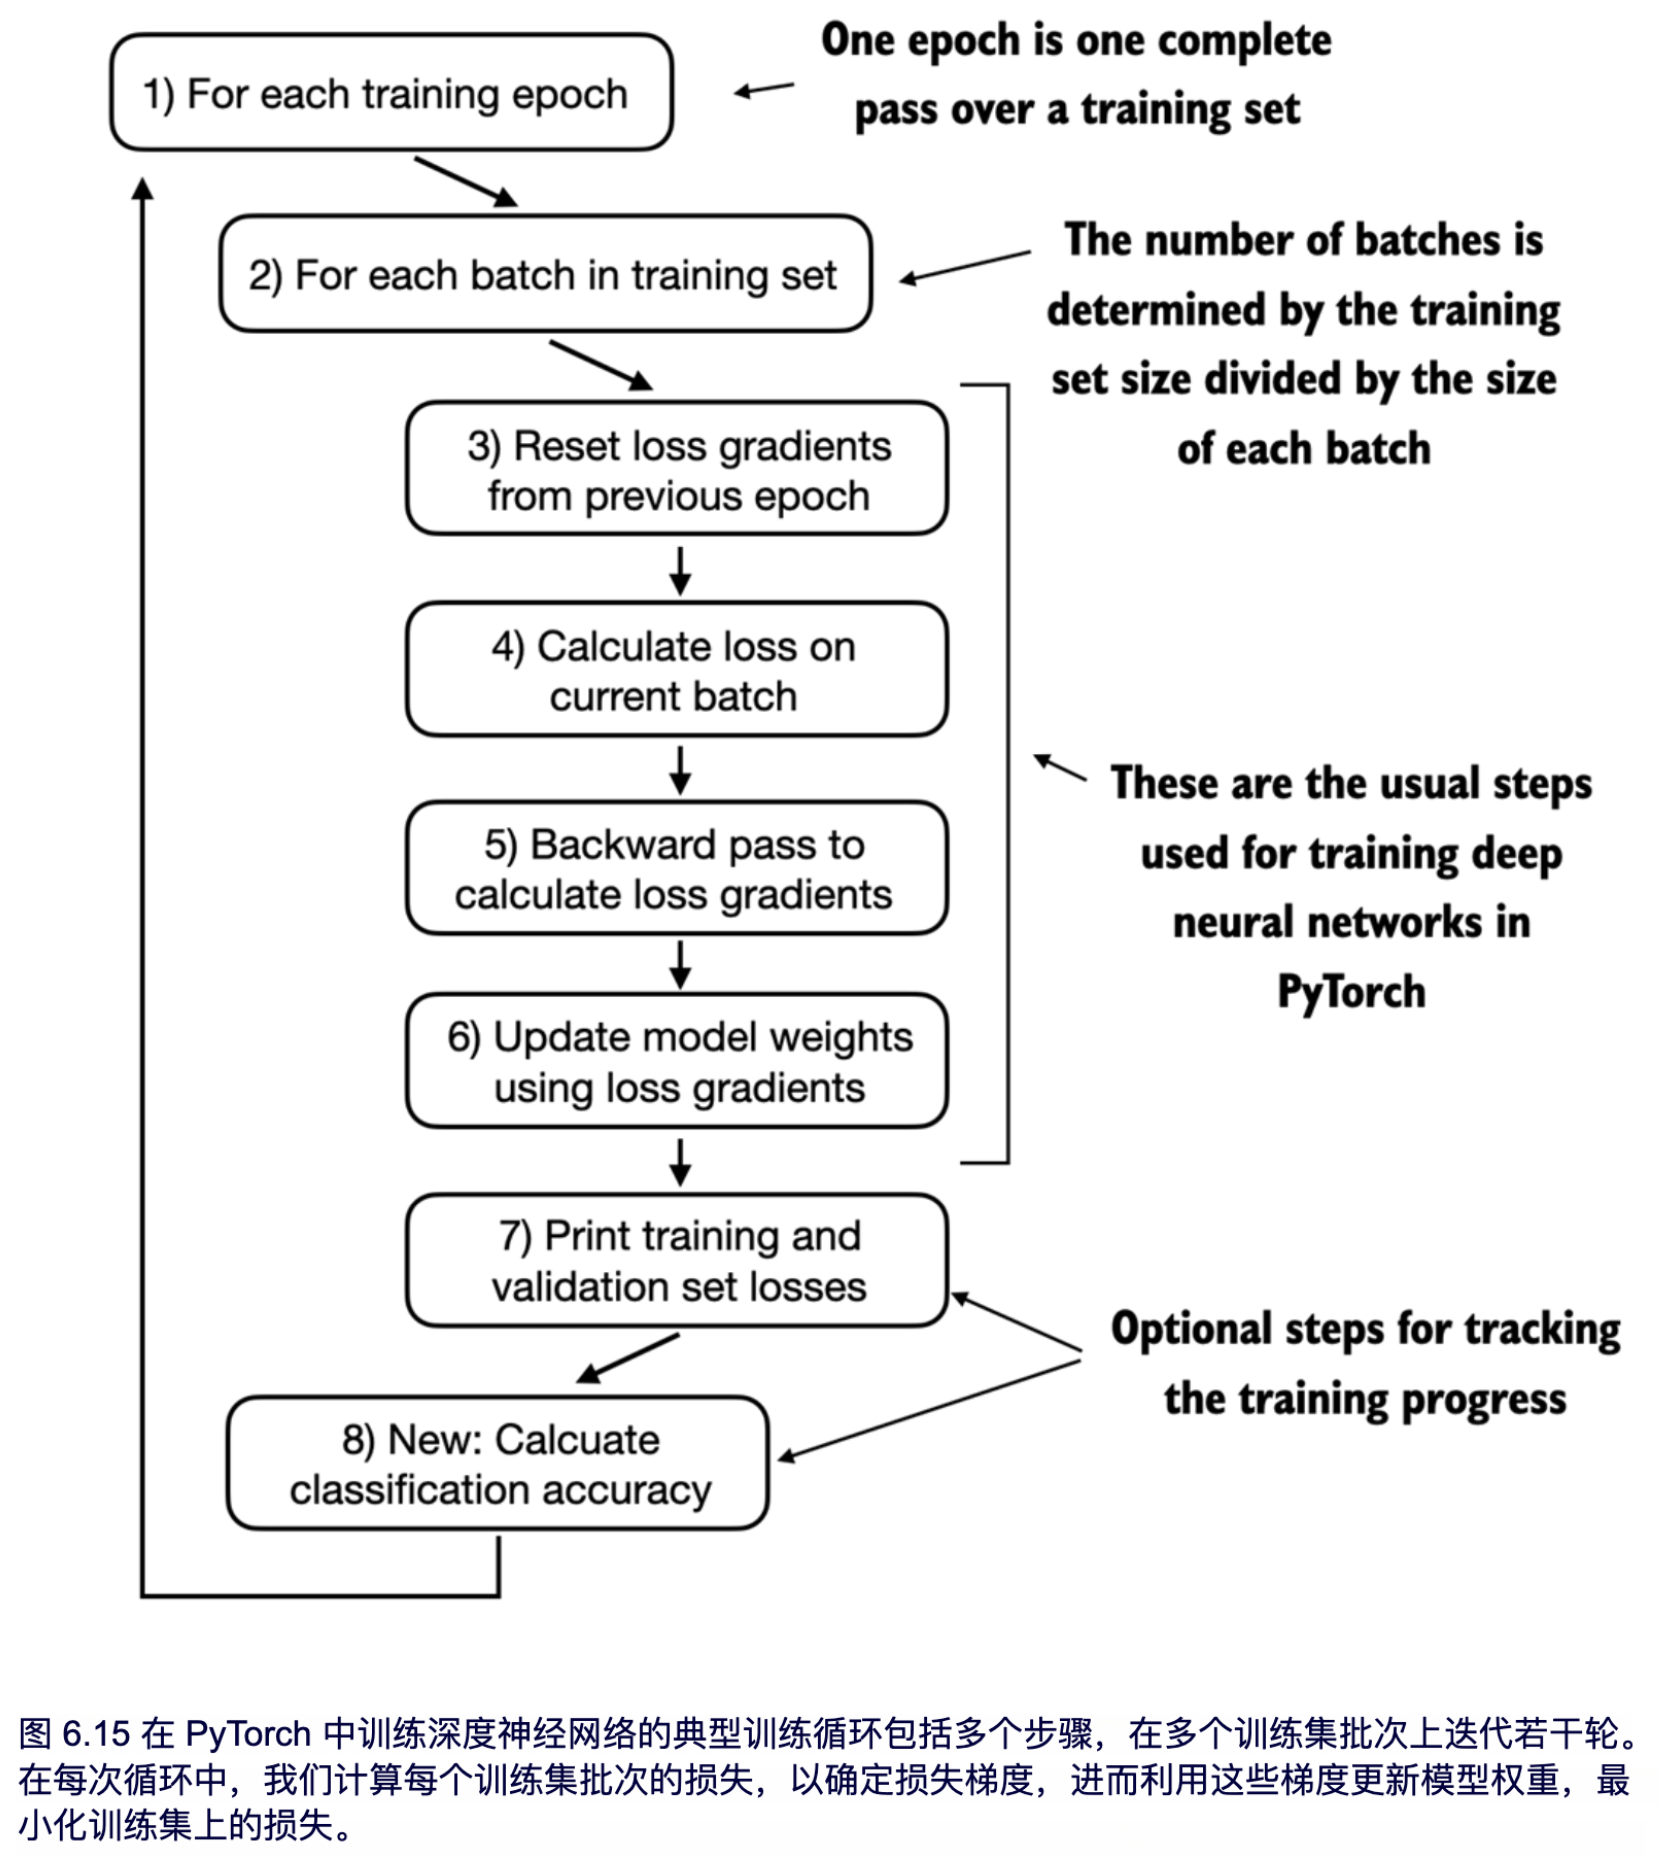 One epoch is one complete
pass over a training set
1) For each training epoch
2) For each batch in training set
The number of batches is
determined by the training
set size divided by the size
of each batch
3) Reset loss gradients
from previous epoch
4) Calculate loss on
current batch
5) Backward pass to
calculate loss gradients
These are the usual steps
used for training deep
neural networks in
PyTorch
6) Update model weights
using loss gradients
7) Print training and
validation set losses
Optional steps for tracking
the training progress
8) New: Calcuate
classification accuracy
图 6.15 在 PyTorch 中训练深度神经网络的典型训练循环包括多个步骤，在多个训练集批次上迭代若干轮。
在每次循环中，我们计算每个训练集批次的损失，以确定损失梯度，进而利用这些梯度更新模型权重，最
小化训练集上的损失。